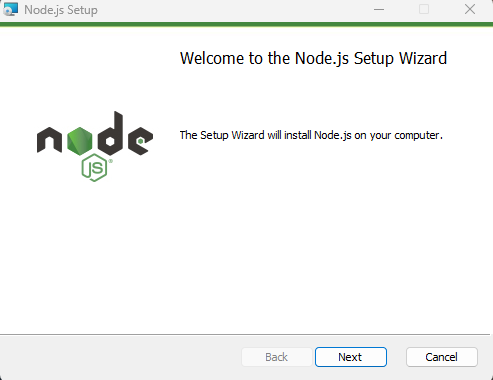 Node.js Setup
Welcome to the Node.js Setup Wizard
node
JS®
The Setup Wizard will install Node.js on your computer.
Back Next Cancel